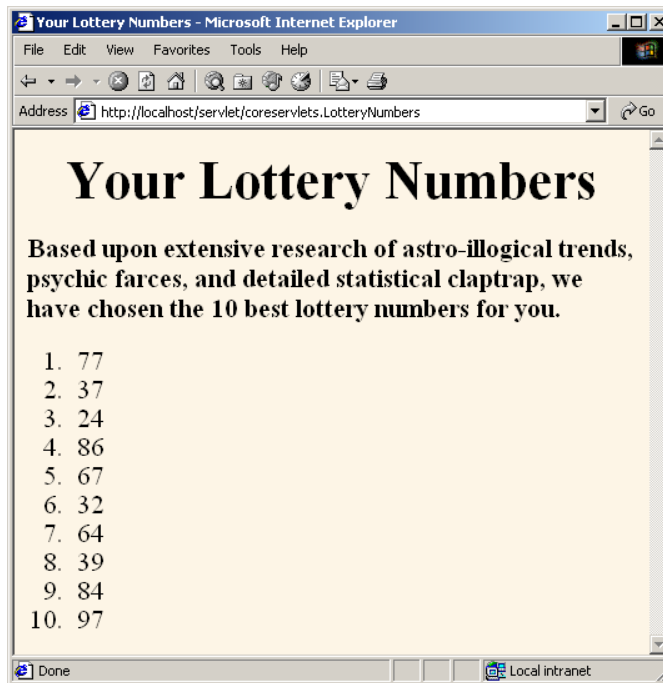 Your Lottery Numbers - Microsoft Internet Explorer
File Edit View Favorites Tools Help
Address http://localhost/servlet/coreservlets.LotteryNumbers Go
Your Lottery Numbers
Based upon extensive research of astro-illogical trends,
psychic farces, and detailed statistical claptrap, we
have chosen the 10 best lottery numbers for you.
1. 77
2. 37
3. 24
4. 86
5. 67
6. 32
7. 64
8. 39
9. 84
10. 97
Done Local intranet